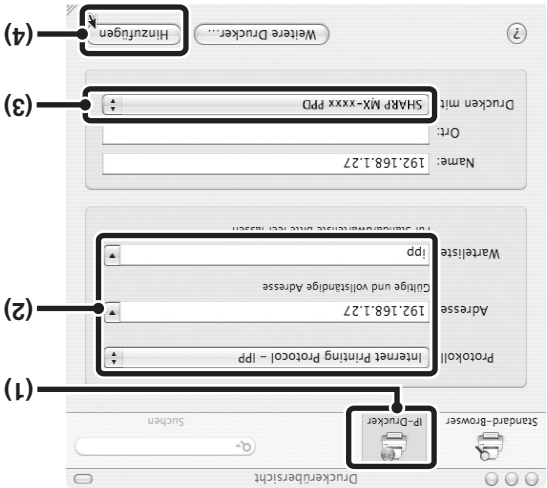 Druckerübersicht
Standard-Browser
IP-Drucker
Suchen
(1)
Protokoll
Internet Printing Protocol – IPP
Adresse
192.168.1.27
Gültige und vollständige Adresse
(2)
Warteliste
ipp
Für Standardwarteliste bitte leer lassen
Name:
192.168.1.27
Ort:
Drucken mit
SHARP MX-xxxx PPD
(3)
?
Weitere Drucker...
Hinzufügen
(4)